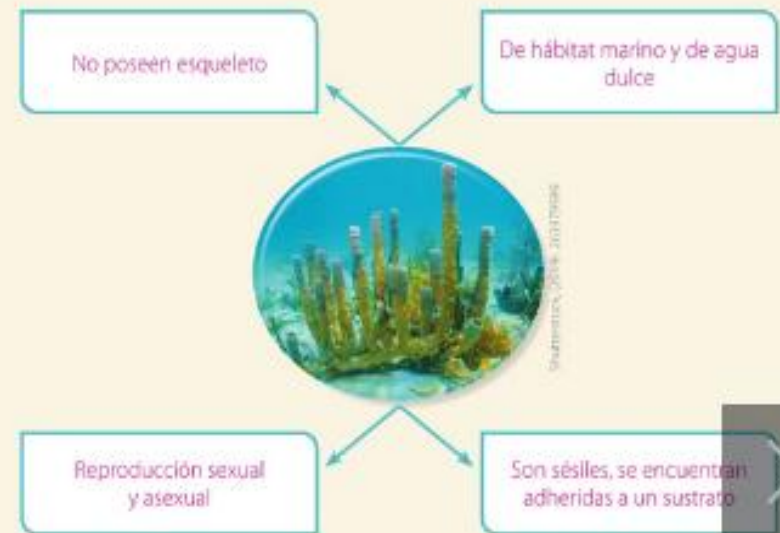 No poseen esqueleto
De hábitat marino y de agua
dulce
Reproducción sexual
y asexual
Son sésiles, se encuentran
adheridas a un sustrato